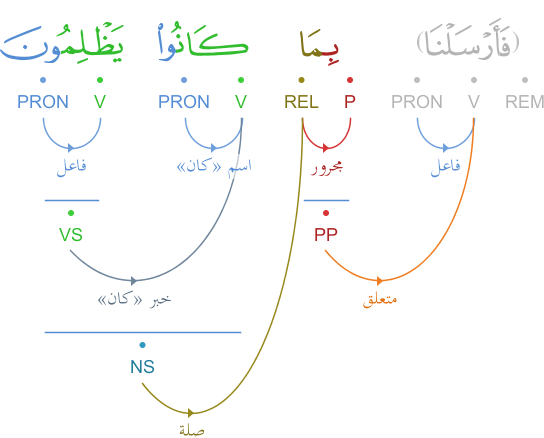 (فَأَرْسَلْنَا) بِمَا كَانُوا۟ يَظْلِمُونَ
REM V PRON P REL V PRON V PRON
فاعل مجرور اسم «كان» فاعل
PP VS
متعلق خبر «كان»
NS
صلة